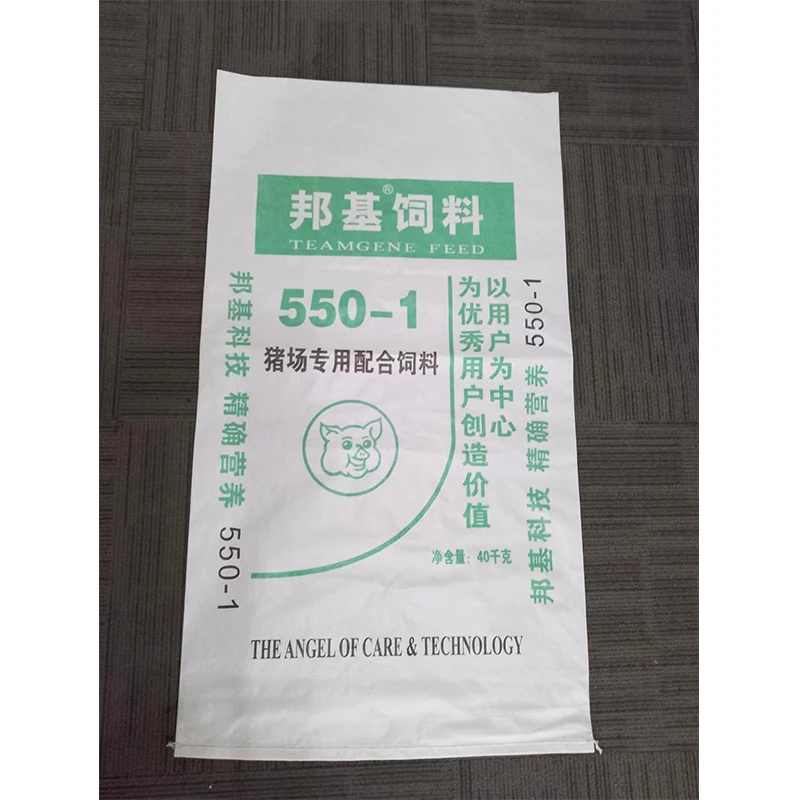 邦基®饲料
TEAMGENE FEED
550-1
猪场专用配合饲料
以用户为中心
为优秀用户创造价值
净含量：40千克
邦基科技 精确营养 550-1
邦基科技 精确营养 550-1
THE ANGEL OF CARE & TECHNOLOGY